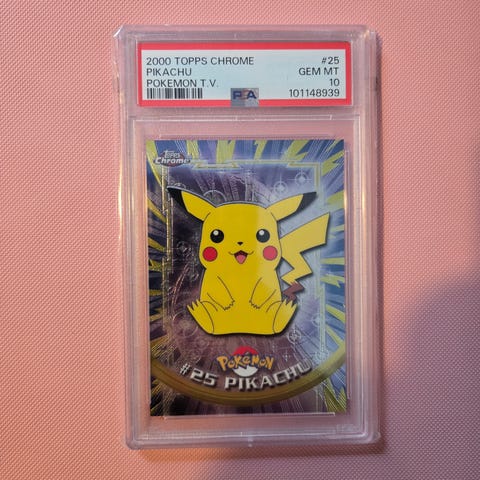 2000 TOPPS CHROME #25
PIKACHU GEM MT
POKEMON T.V. 10
PSA 101148939
Topps
Chrome
POKÉMON
#25 PIKACHU